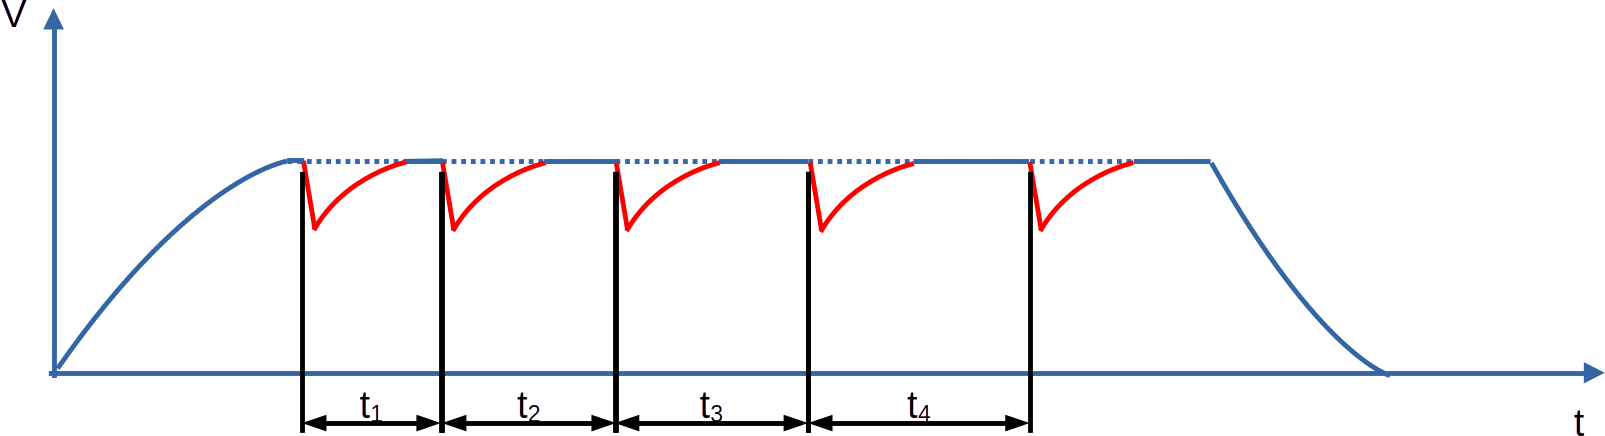 V
t₁ t₂ t₃ t₄
t